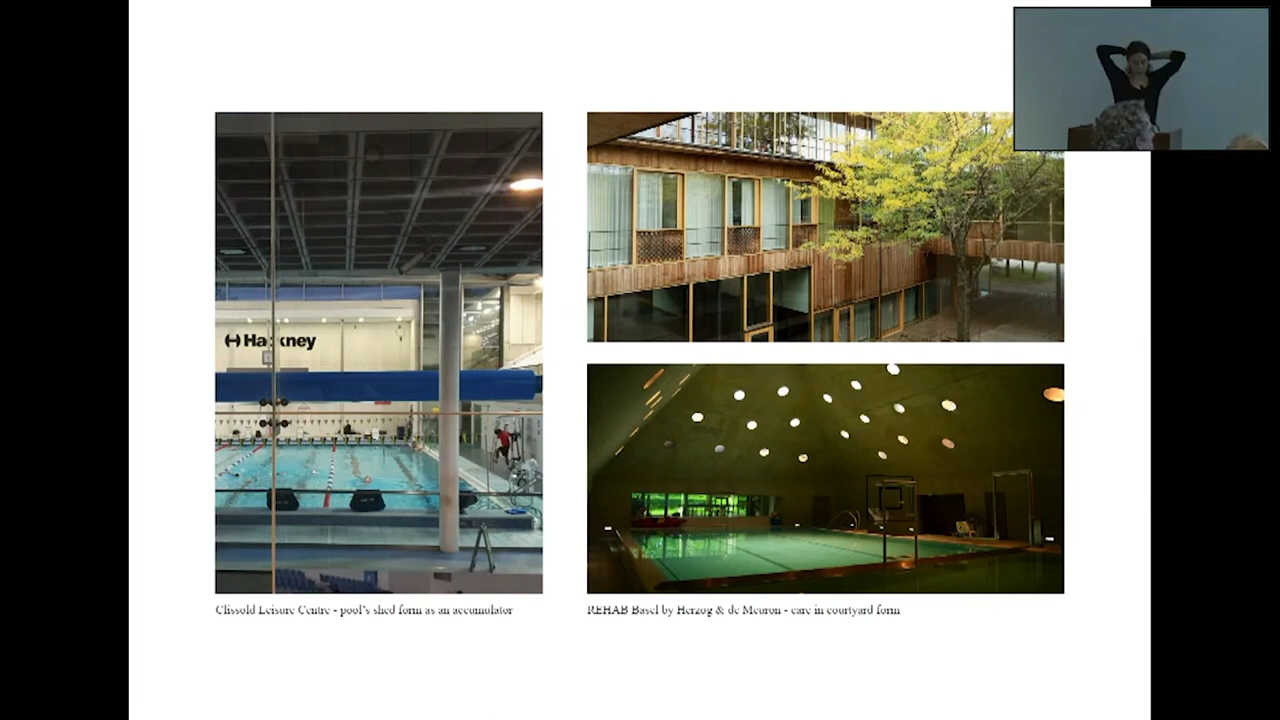 Hackney
Clissold Leisure Centre - pool's shed form as an accumulator
REHAB Basel by Herzog & de Meuron - care in courtyard form